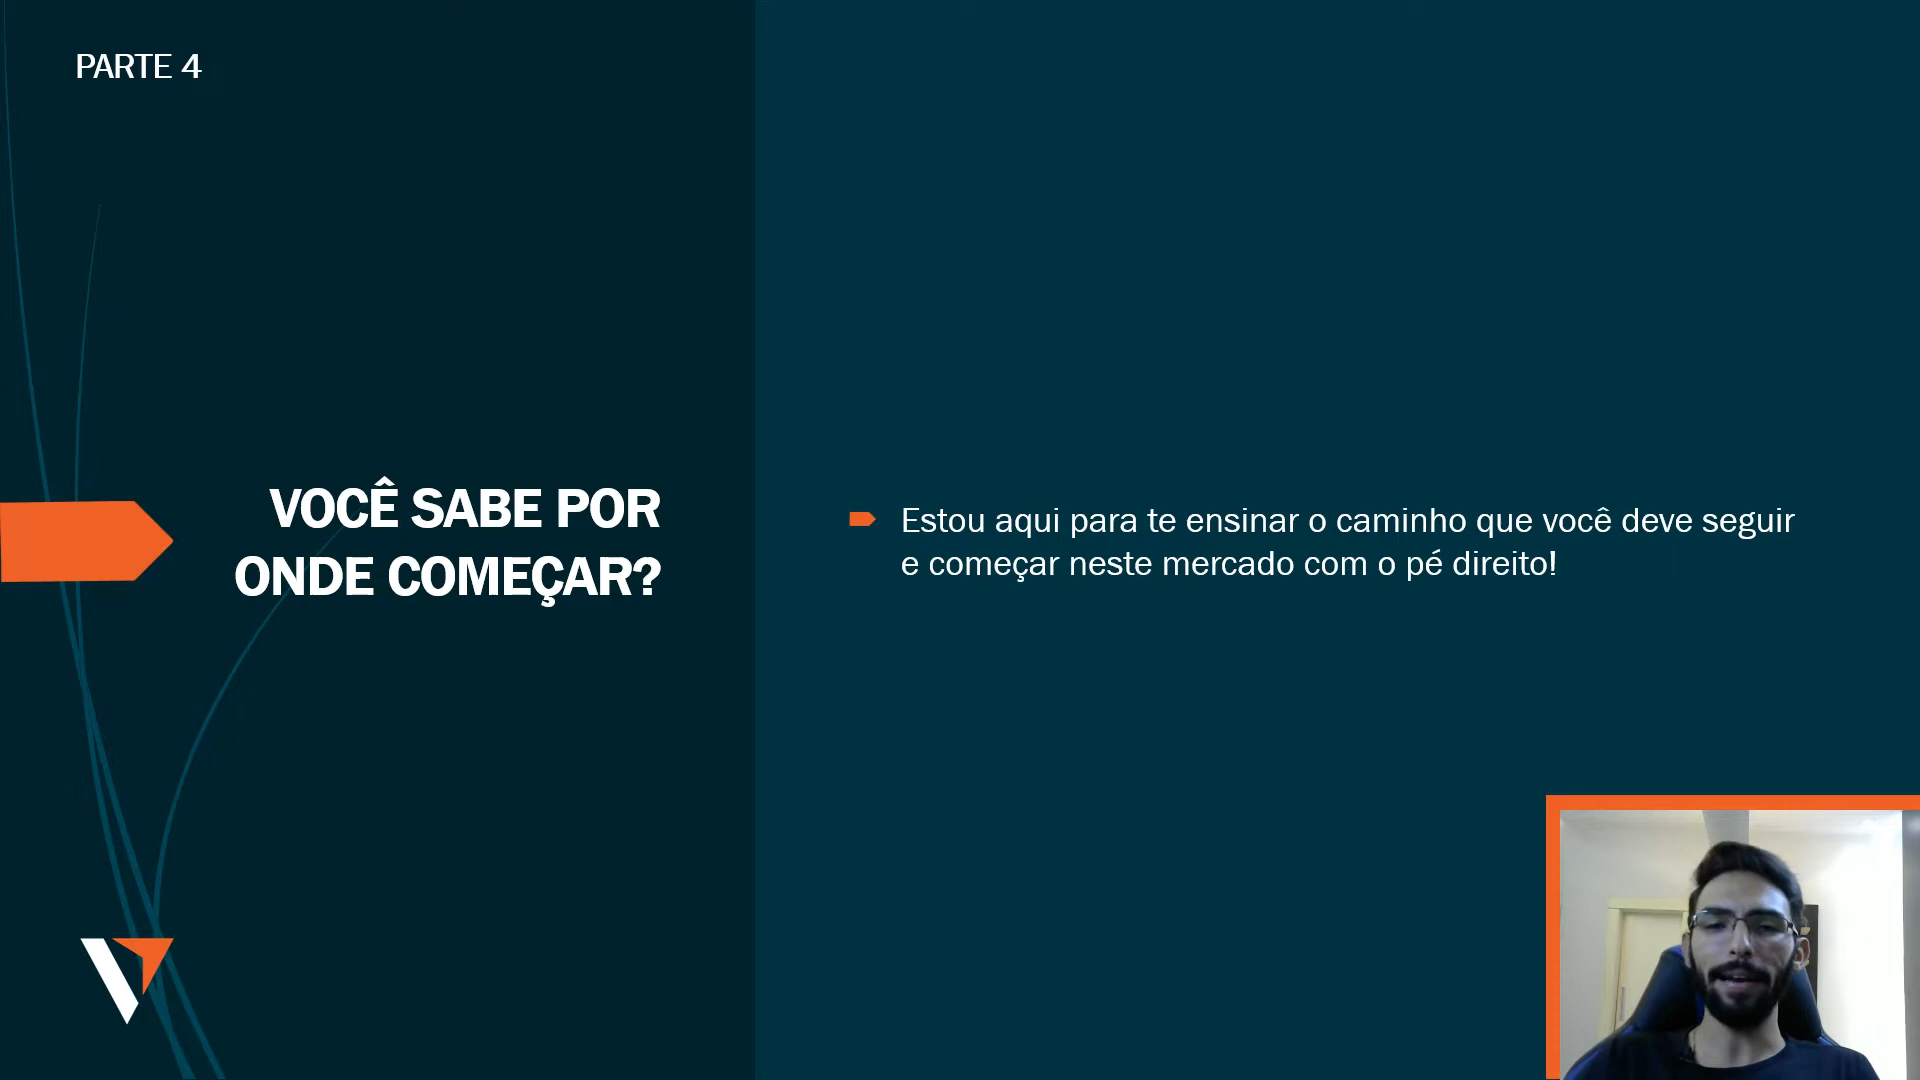 PARTE 4
VOCÊ SABE POR
ONDE COMEÇAR?
Estou aqui para te ensinar o caminho que você deve seguir
e começar neste mercado com o pé direito!